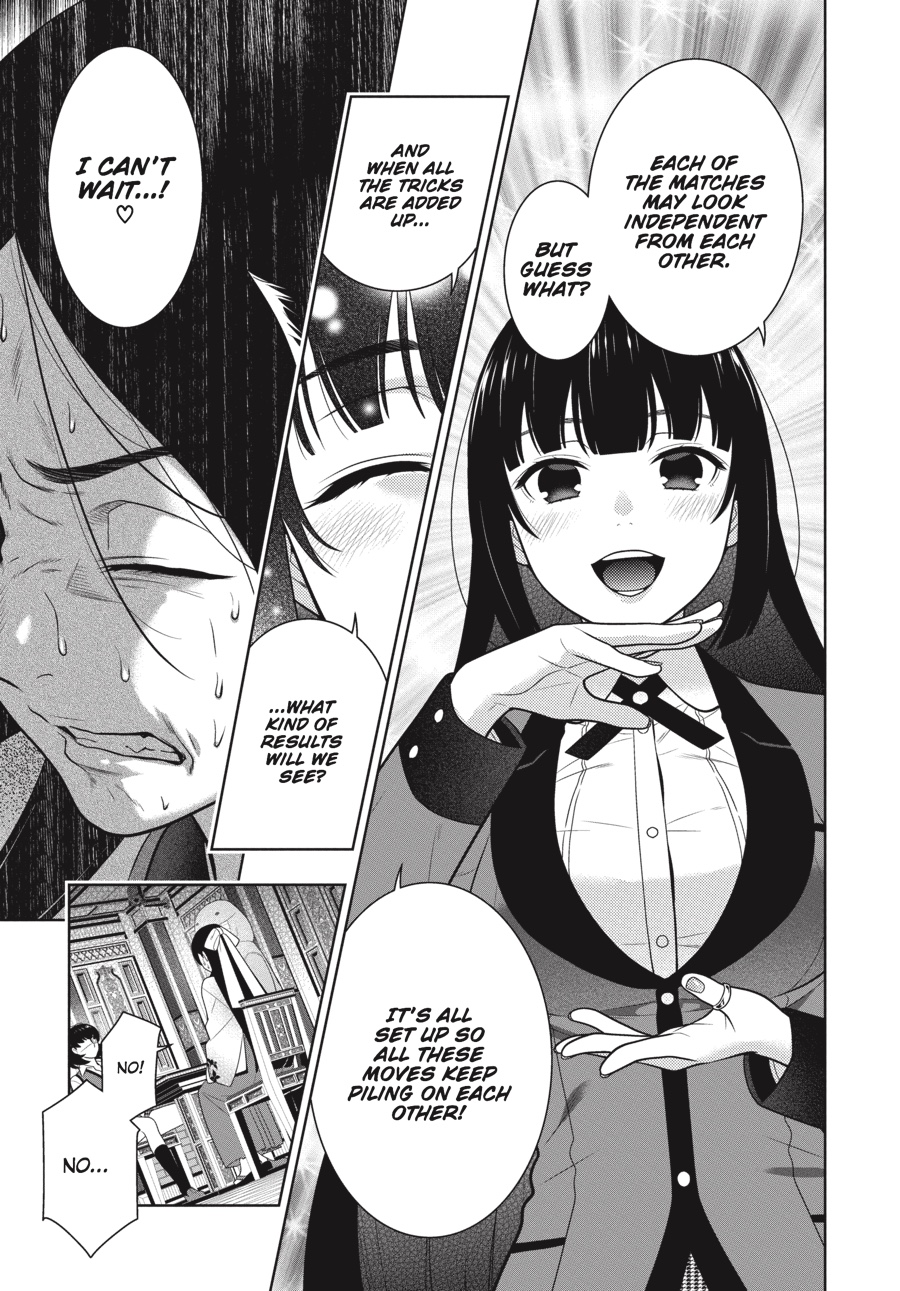 EACH OF
THE MATCHES
MAY LOOK
INDEPENDENT
FROM EACH
OTHER.
BUT
GUESS
WHAT?
IT'S ALL
SET UP SO
ALL THESE
MOVES KEEP
PILING ON EACH
OTHER!
AND
WHEN ALL
THE TRICKS
ARE ADDED
UP...
...WHAT
KIND OF
RESULTS
WILL WE
SEE?
I CAN'T
WAIT...!
♡
NO!
NO...